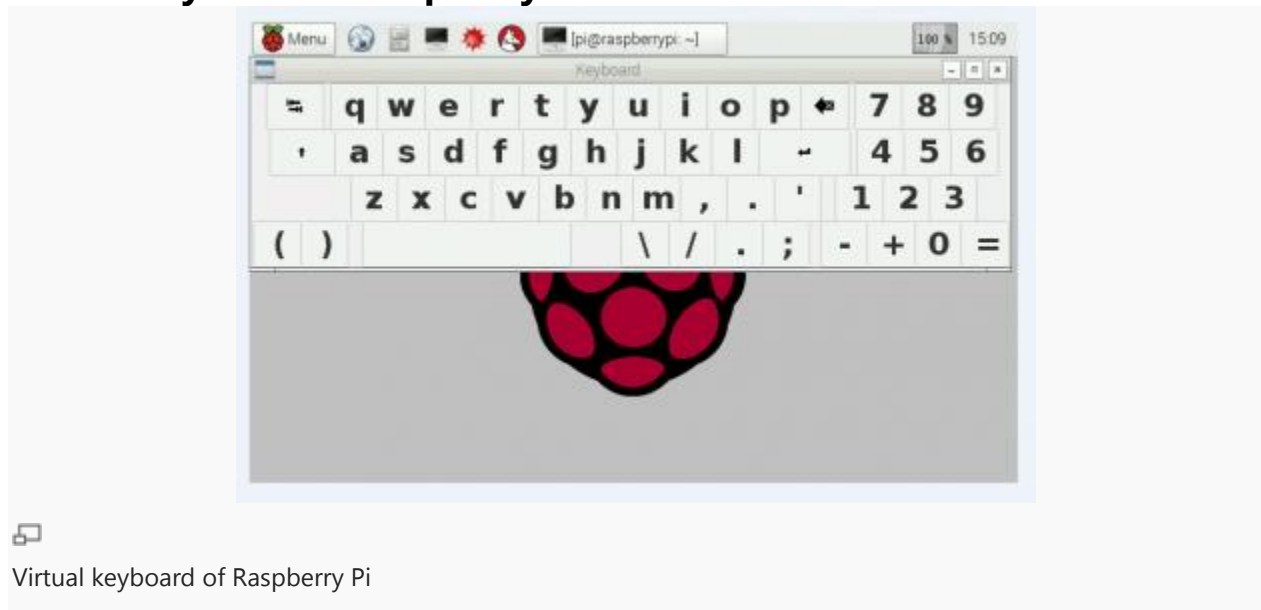 Menu [pi@raspberrypi: ~] 100 % 15:09
Keyboard
q w e r t y u i o p 7 8 9
a s d f g h j k l 4 5 6
z x c v b n m , . ' 1 2 3
( ) \ / . ; - + 0 =
Virtual keyboard of Raspberry Pi